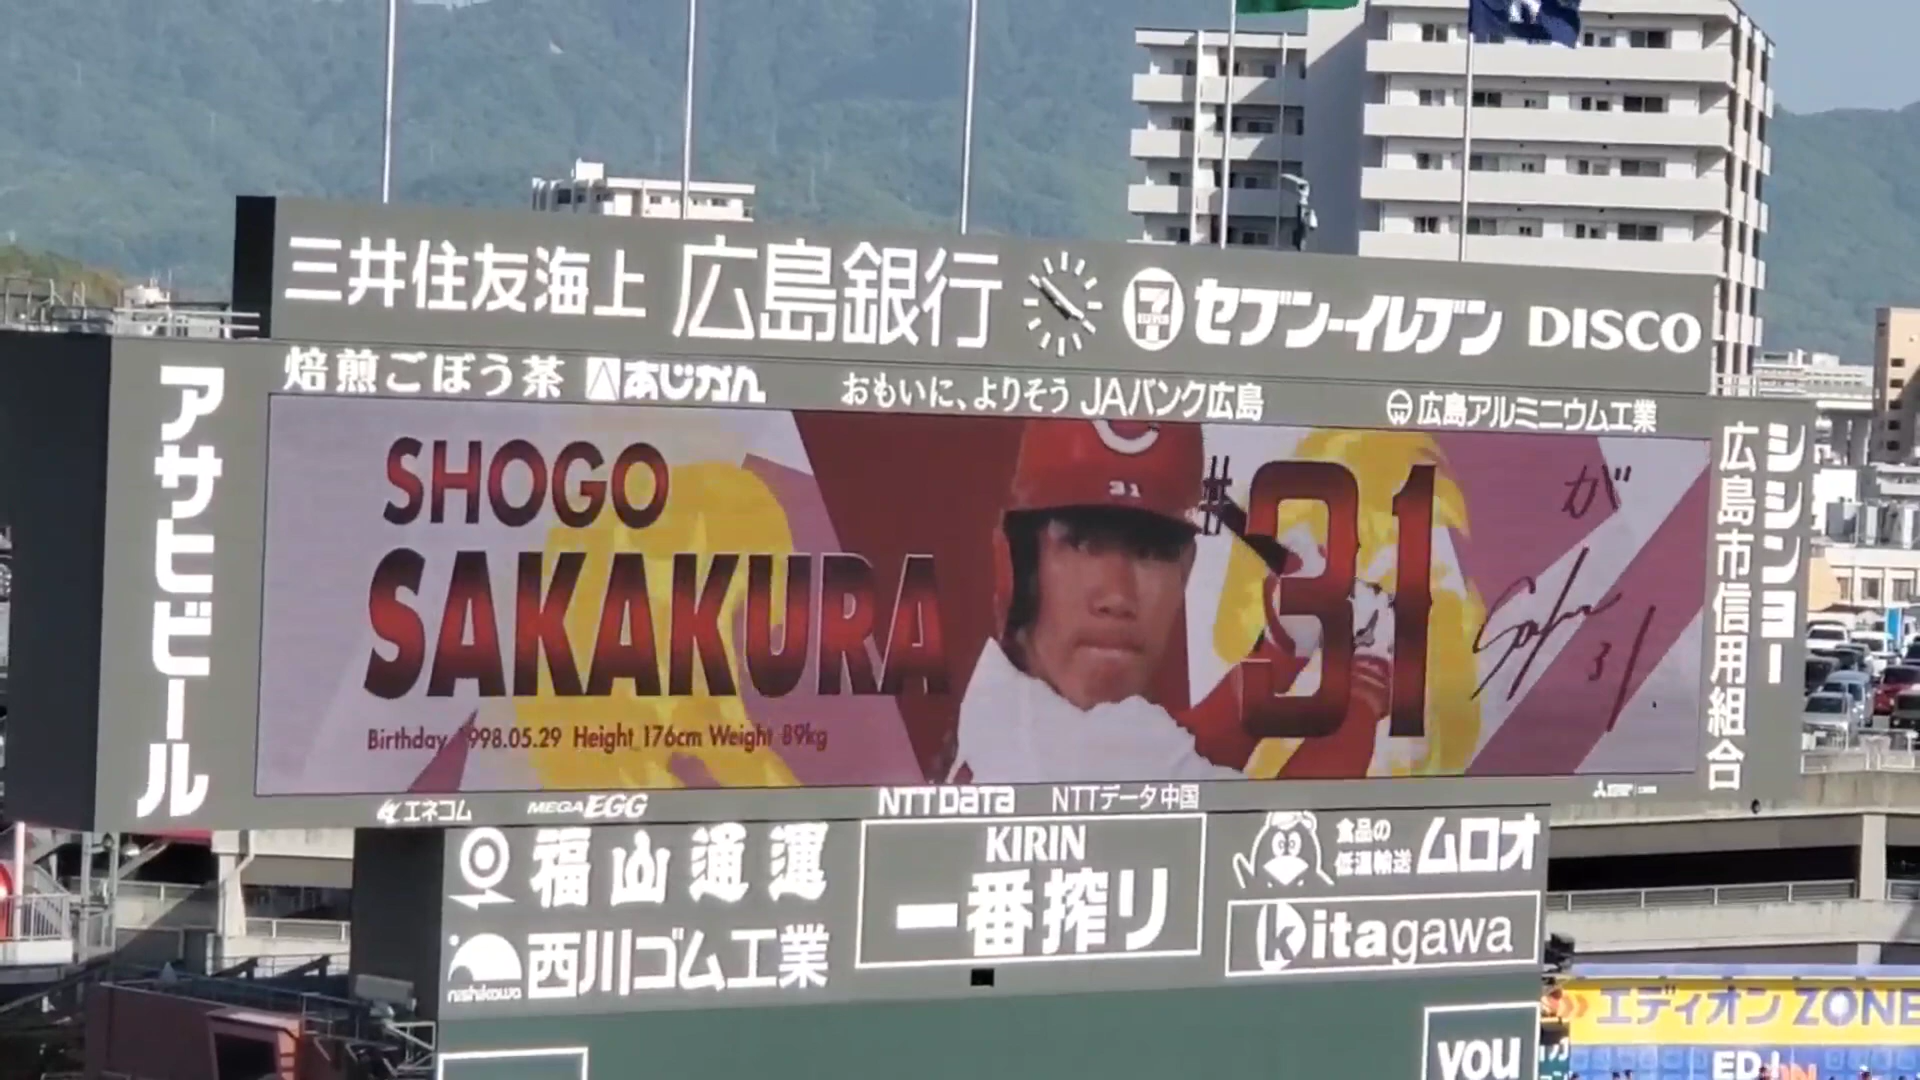 三井住友海上 広島銀行 7 ELEVEN セブン-イレブン DISCO
焙煎ごぼう茶 あじかん おもいに、よりそう JAバンク広島 広島アルミニウム工業
アサヒビール
SHOGO
SAKAKURA
Birthday 1998.05.29 Height 176cm Weight 89kg
C
31
#31
が
31
シシンヨー
広島市信用組合
エネコム MEGA EGG NTT DATA NTTデータ中国
福山通運
nishikawa 西川ゴム工業
KIRIN
一番搾り
食品の
低温輸送 ムロオ
kitagawa
エディオン ZONE
you
EDI